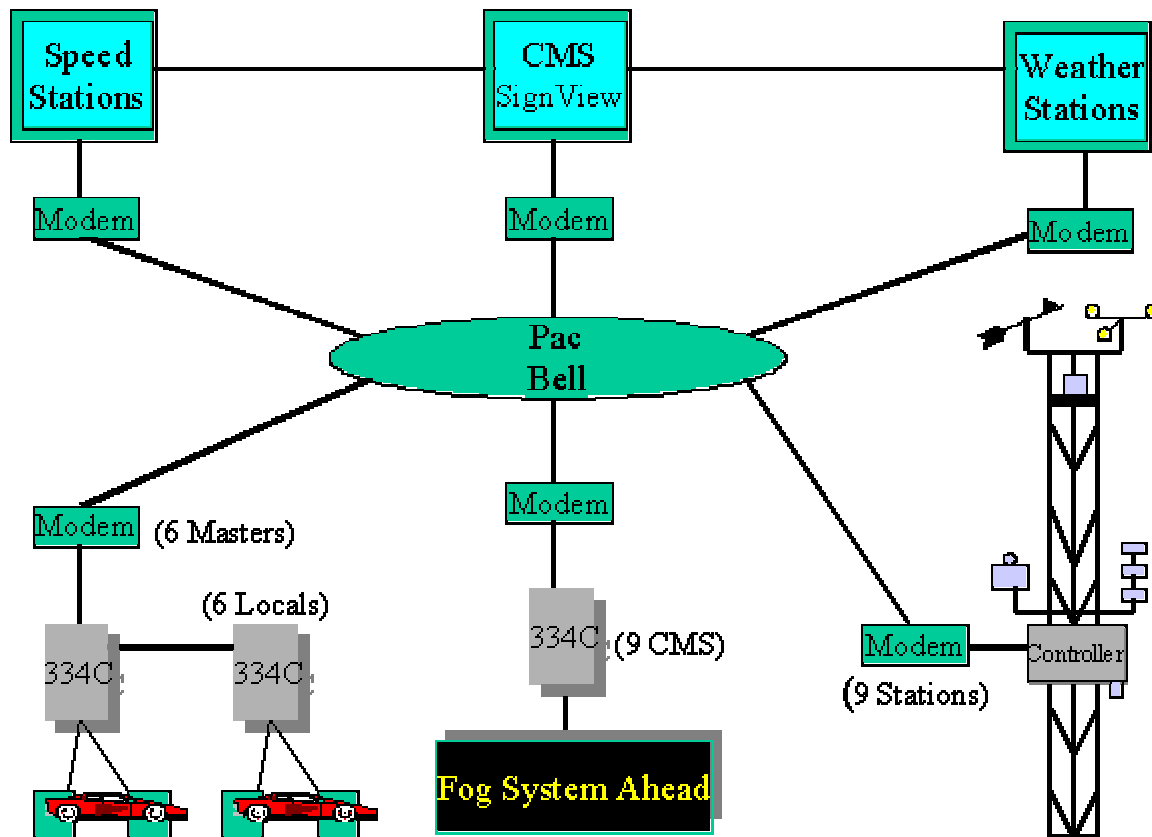 Speed
Stations
CMS
SignView
Weather
Stations
Modem
Modem
Modem
Pac
Bell
Modem
(6 Masters)
Modem
(6 Locals)
334C
334C
334C
(9 CMS)
Modem
Controller
(9 Stations)
Fog System Ahead